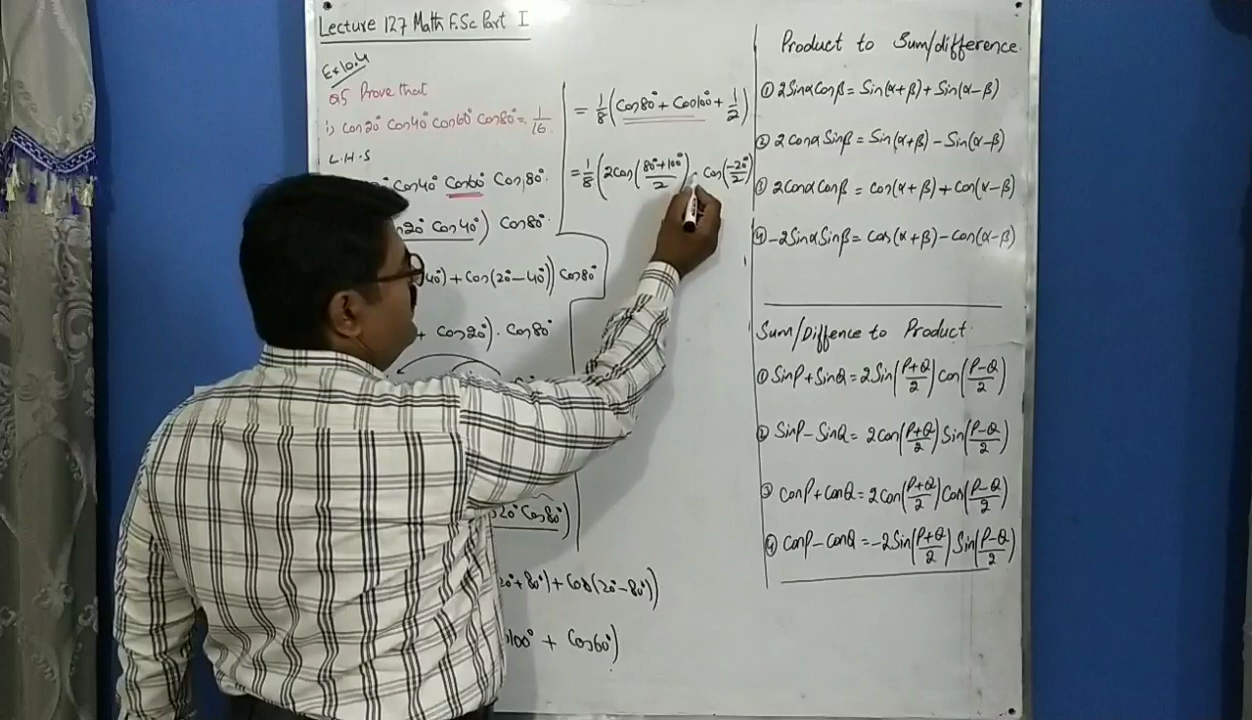 Lecture 127 Math F.Sc Part I
Ex 10.4
Q5 Prove that
i) Cos20° Cos40° Cos60° Cos80° = 1/16
L.H.S
° Cos40° Cos60° Cos80°
20° Cos40°) Cos80°
40°) + Cos(20° – 40°)) Cos80°
+ Cos20°) . Cos80°
20° Cos80°)
20° + 80°) + Cos(20° – 80°))
100° + Cos60°)
= 1/8 (Cos80° + Cos100° + 1/2)
= 1/8 (2Cos((80° + 100°)/2) . Cos(-20°/2)
Product to Sum/difference
① 2SinαCosβ = Sin(α+β) + Sin(α–β)
② 2CosαSinβ = Sin(α+β) – Sin(α–β)
③ 2CosαCosβ = Cos(α+β) + Cos(α–β)
④ –2SinαSinβ = Cos(α+β) – Cos(α–β)
Sum/Diffence to Product
① SinP + SinQ = 2Sin((P+Q)/2) Cos((P–Q)/2)
② SinP – SinQ = 2Cos((P+Q)/2) Sin((P–Q)/2)
③ CosP + CosQ = 2Cos((P+Q)/2) Cos((P–Q)/2)
④ CosP – CosQ = –2Sin((P+Q)/2) Sin((P–Q)/2)